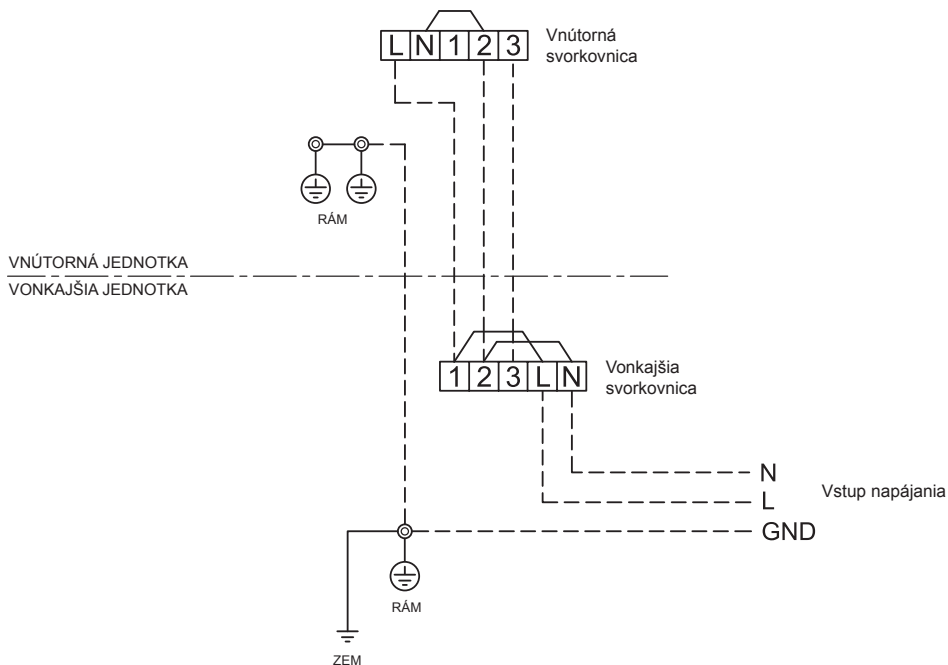 L N 1 2 3
Vnútorná
svorkovnica
RÁM
VNÚTORNÁ JEDNOTKA
VONKAJŠIA JEDNOTKA
1 2 3 L N
Vonkajšia
svorkovnica
N
L
Vstup napájania
GND
RÁM
ZEM